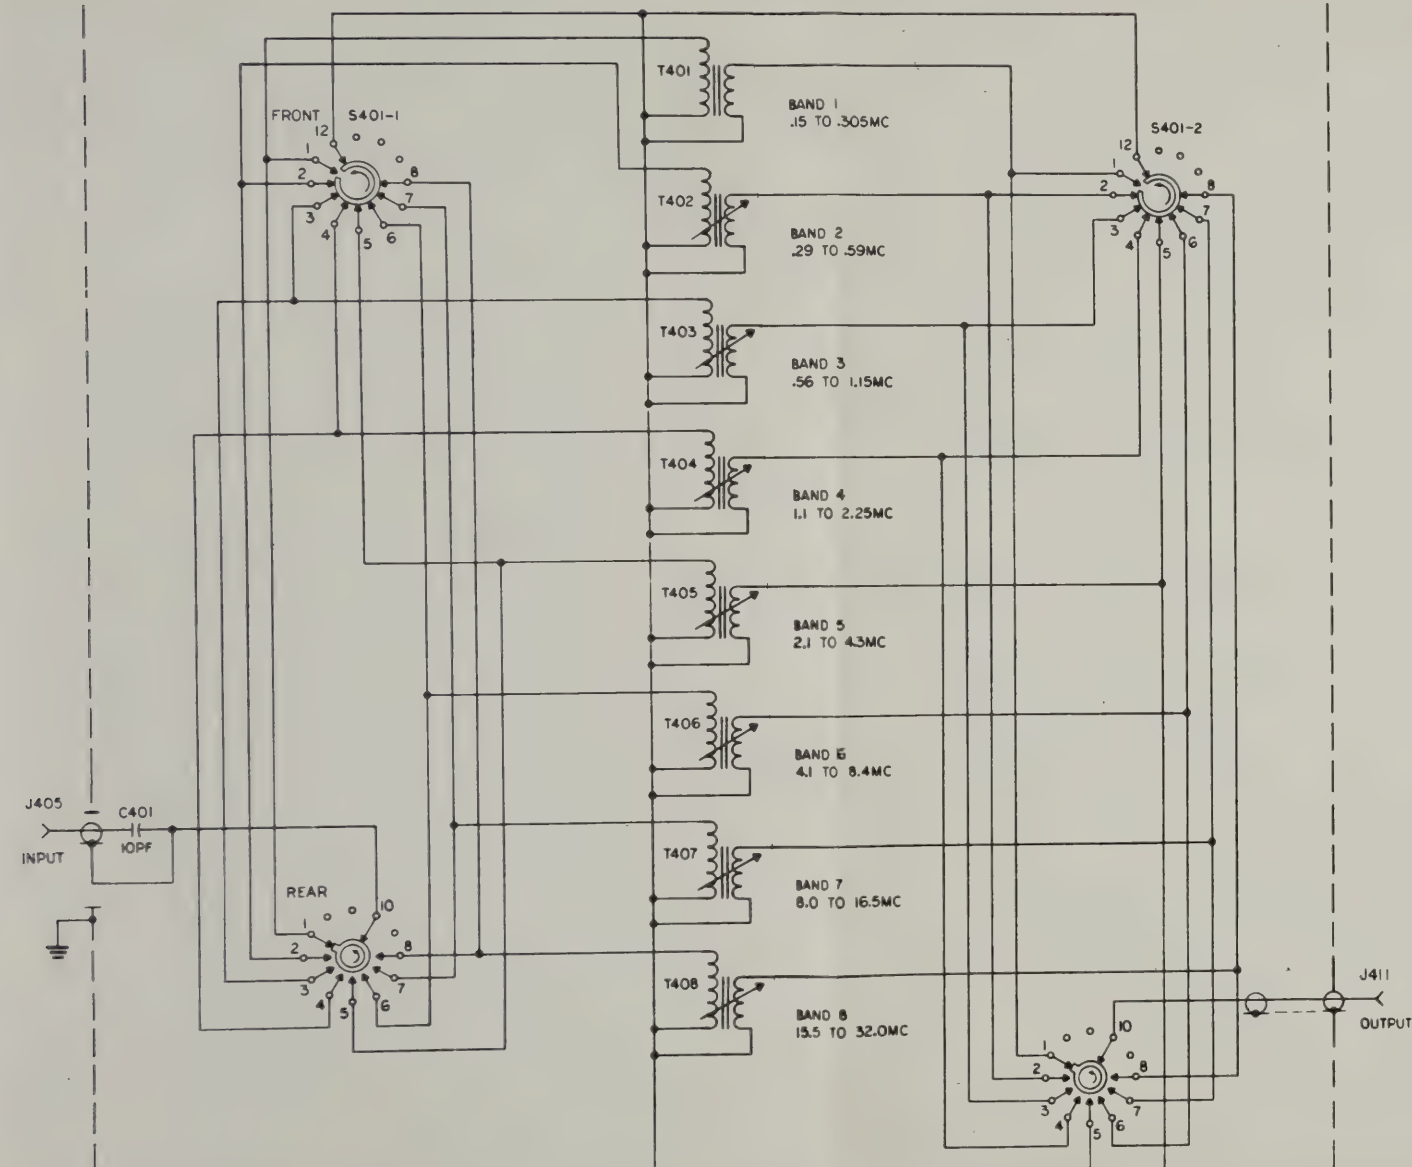 FRONT S401-1
12
1
2
3
4
5
6
7
8
T401
BAND 1
.15 TO .305MC
S401-2
12
1
2
3
4
5
6
7
8
T402
BAND 2
.29 TO .59MC
T403
BAND 3
.56 TO 1.15MC
T404
BAND 4
1.1 TO 2.25MC
T405
BAND 5
2.1 TO 4.3MC
T406
BAND 6
4.1 TO 8.4MC
J405
INPUT
C401
10PF
T407
BAND 7
8.0 TO 16.5MC
REAR
10
1
2
3
4
5
6
7
8
T408
BAND 8
15.5 TO 32.0MC
J411
OUTPUT
10
1
2
3
4
5
6
7
8